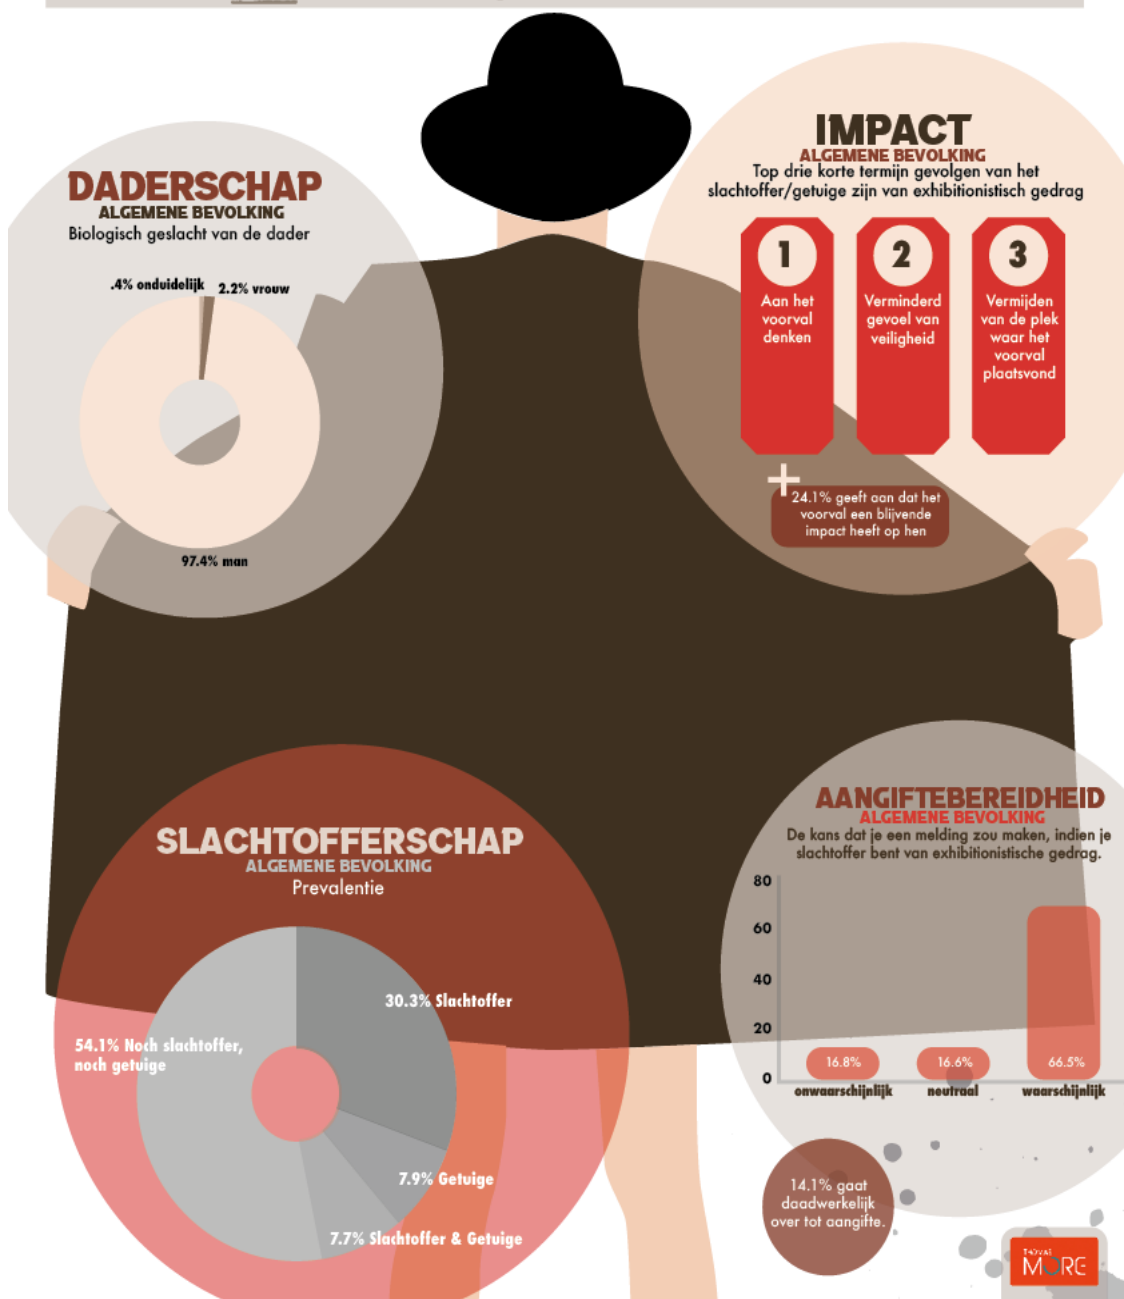 DADERSCHAP
ALGEMENE BEVOLKING
Biologisch geslacht van de dader
.4% onduidelijk
2.2% vrouw
97.4% man
IMPACT
ALGEMENE BEVOLKING
Top drie korte termijn gevolgen van het
slachtoffer/getuige zijn van exhibitionistisch gedrag
1
Aan het
voorval
denken
2
Verminderd
gevoel van
veiligheid
3
Vermijden
van de plek
waar het
voorval
plaatsvond
+
24.1% geeft aan dat het
voorval een blijvende
impact heeft op hen
SLACHTOFFERSCHAP
ALGEMENE BEVOLKING
Prevalentie
30.3% Slachtoffer
54.1% Noch slachtoffer,
noch getuige
7.9% Getuige
7.7% Slachtoffer & Getuige
AANGIFTEBEREIDHEID
ALGEMENE BEVOLKING
De kans dat je een melding zou maken, indien je
slachtoffer bent van exhibitionistische gedrag.
80
60
40
20
0
16.8%
16.6%
66.5%
onwaarschijnlijk
neutraal
waarschijnlijk
14.1% gaat
daadwerkelijk
over tot aangifte.
THOMAS
MORE